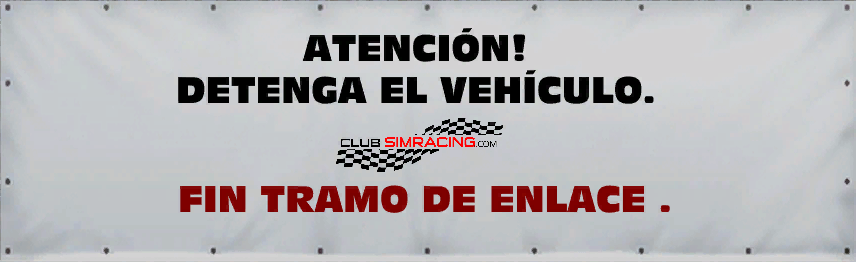 ATENCIÓN!
DETENGA EL VEHÍCULO.
CLUB SIMRACING.COM
FIN TRAMO DE ENLACE .